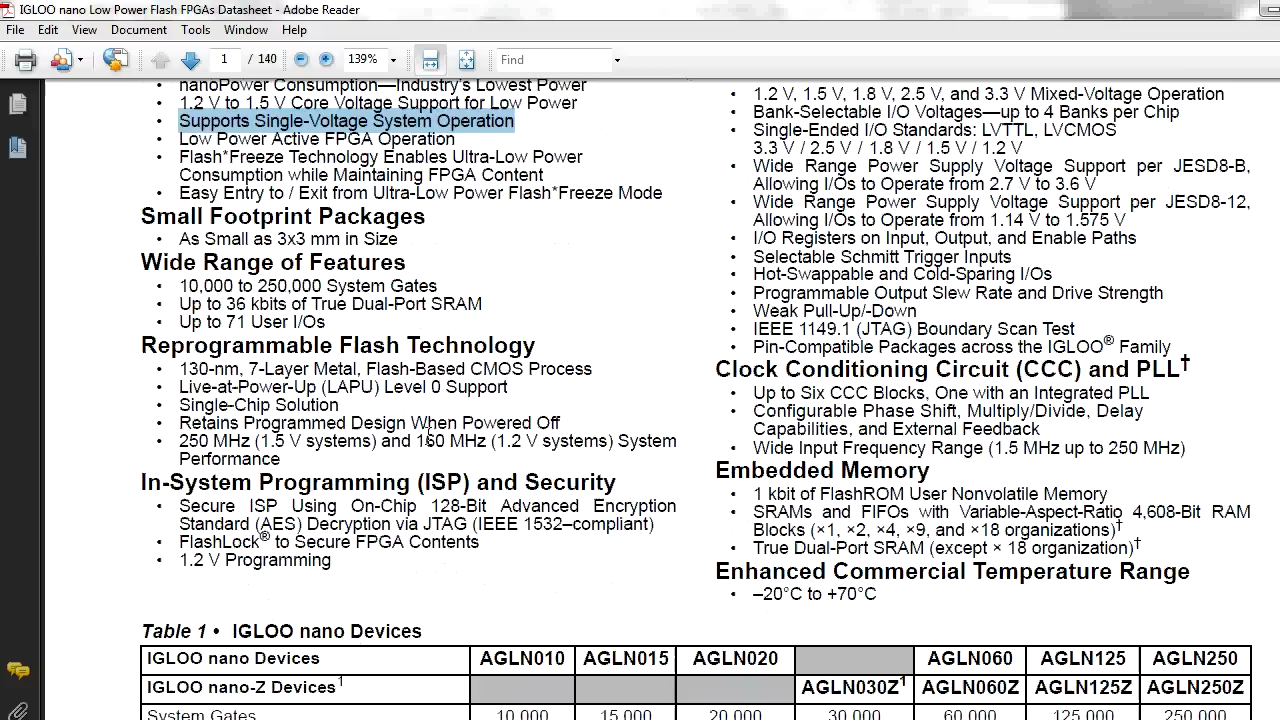 IGLOO nano Low Power Flash FPGAs Datasheet - Adobe Reader
File Edit View Document Tools Window Help
1 / 140 139% Find
nanoPower Consumption—Industry's Lowest Power
• 1.2 V to 1.5 V Core Voltage Support for Low Power
• Supports Single-Voltage System Operation
• Low Power Active FPGA Operation
• Flash*Freeze Technology Enables Ultra-Low Power
Consumption while Maintaining FPGA Content
• Easy Entry to / Exit from Ultra-Low Power Flash*Freeze Mode
Small Footprint Packages
• As Small as 3x3 mm in Size
Wide Range of Features
• 10,000 to 250,000 System Gates
• Up to 36 kbits of True Dual-Port SRAM
• Up to 71 User I/Os
Reprogrammable Flash Technology
• 130-nm, 7-Layer Metal, Flash-Based CMOS Process
• Live-at-Power-Up (LAPU) Level 0 Support
• Single-Chip Solution
• Retains Programmed Design When Powered Off
• 250 MHz (1.5 V systems) and 160 MHz (1.2 V systems) System
Performance
In-System Programming (ISP) and Security
• Secure ISP Using On-Chip 128-Bit Advanced Encryption
Standard (AES) Decryption via JTAG (IEEE 1532–compliant)
• FlashLock® to Secure FPGA Contents
• 1.2 V Programming
• 1.2 V, 1.5 V, 1.8 V, 2.5 V, and 3.3 V Mixed-Voltage Operation
• Bank-Selectable I/O Voltages—up to 4 Banks per Chip
• Single-Ended I/O Standards: LVTTL, LVCMOS
3.3 V / 2.5 V / 1.8 V / 1.5 V / 1.2 V
• Wide Range Power Supply Voltage Support per JESD8-B,
Allowing I/Os to Operate from 2.7 V to 3.6 V
• Wide Range Power Supply Voltage Support per JESD8-12,
Allowing I/Os to Operate from 1.14 V to 1.575 V
• I/O Registers on Input, Output, and Enable Paths
• Selectable Schmitt Trigger Inputs
• Hot-Swappable and Cold-Sparing I/Os
• Programmable Output Slew Rate and Drive Strength
• Weak Pull-Up/-Down
• IEEE 1149.1 (JTAG) Boundary Scan Test
• Pin-Compatible Packages across the IGLOO® Family
Clock Conditioning Circuit (CCC) and PLL†
• Up to Six CCC Blocks, One with an Integrated PLL
• Configurable Phase Shift, Multiply/Divide, Delay
Capabilities, and External Feedback
• Wide Input Frequency Range (1.5 MHz up to 250 MHz)
Embedded Memory
• 1 kbit of FlashROM User Nonvolatile Memory
• SRAMs and FIFOs with Variable-Aspect-Ratio 4,608-Bit RAM
Blocks (×1, ×2, ×4, ×9, and ×18 organizations)†
• True Dual-Port SRAM (except × 18 organization)†
Enhanced Commercial Temperature Range
• –20°C to +70°C
Table 1 • IGLOO nano Devices
IGLOO nano Devices AGLN010 AGLN015 AGLN020 AGLN060 AGLN125 AGLN250
IGLOO nano-Z Devices1 AGLN030Z1 AGLN060Z AGLN125Z AGLN250Z
System Gates 10,000 15,000 20,000 30,000 60,000 125,000 250,000